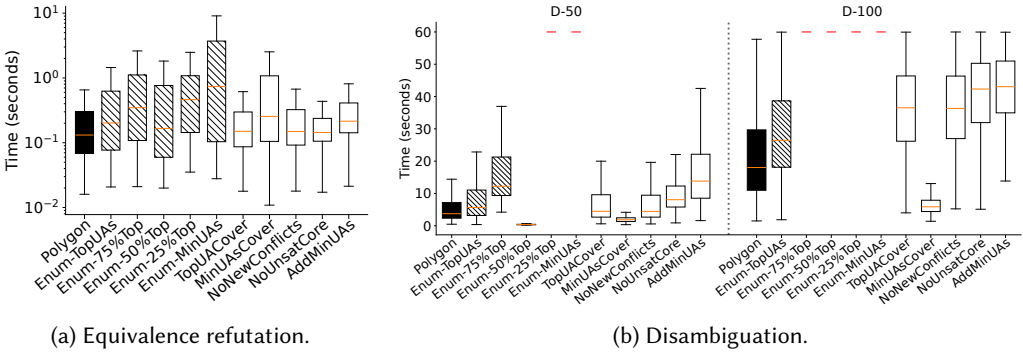 D-50
D-100
Time (seconds)
10¹
10⁰
10⁻¹
10⁻²
Polygon
Enum-TopUAs
Enum-75%Top
Enum-50%Top
Enum-25%Top
Enum-MinUAs
TopUACover
MinUAsCover
NoNewConflicts
NoUnsatCore
AddMinUAs
(a) Equivalence refutation.
Time (seconds)
60
50
40
30
20
10
0
Polygon
Enum-TopUAs
Enum-75%Top
Enum-50%Top
Enum-25%Top
Enum-MinUAs
TopUACover
MinUAsCover
NoNewConflicts
NoUnsatCore
AddMinUAs
Polygon
Enum-TopUAs
Enum-75%Top
Enum-50%Top
Enum-25%Top
Enum-MinUAs
TopUACover
MinUAsCover
NoNewConflicts
NoUnsatCore
AddMinUAs
(b) Disambiguation.